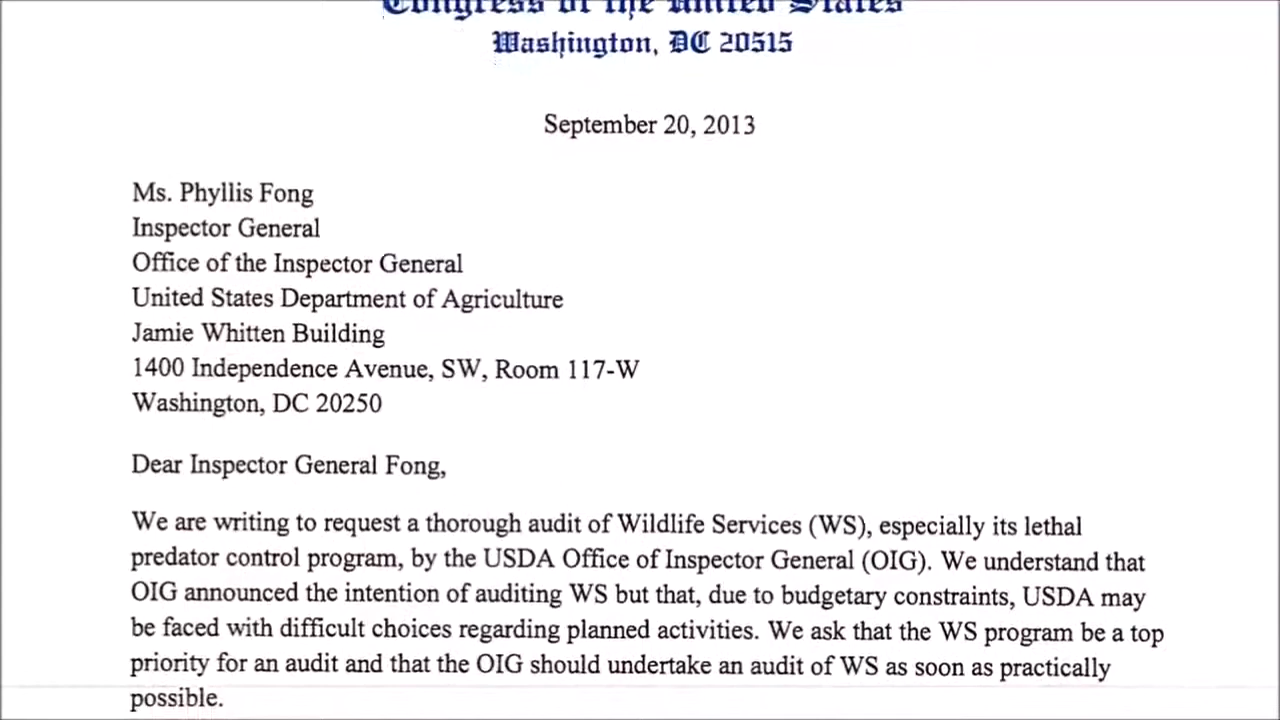 Congress of the United States
Washington, DC 20515
September 20, 2013
Ms. Phyllis Fong
Inspector General
Office of the Inspector General
United States Department of Agriculture
Jamie Whitten Building
1400 Independence Avenue, SW, Room 117-W
Washington, DC 20250
Dear Inspector General Fong,
We are writing to request a thorough audit of Wildlife Services (WS), especially its lethal
predator control program, by the USDA Office of Inspector General (OIG). We understand that
OIG announced the intention of auditing WS but that, due to budgetary constraints, USDA may
be faced with difficult choices regarding planned activities. We ask that the WS program be a top
priority for an audit and that the OIG should undertake an audit of WS as soon as practically
possible.